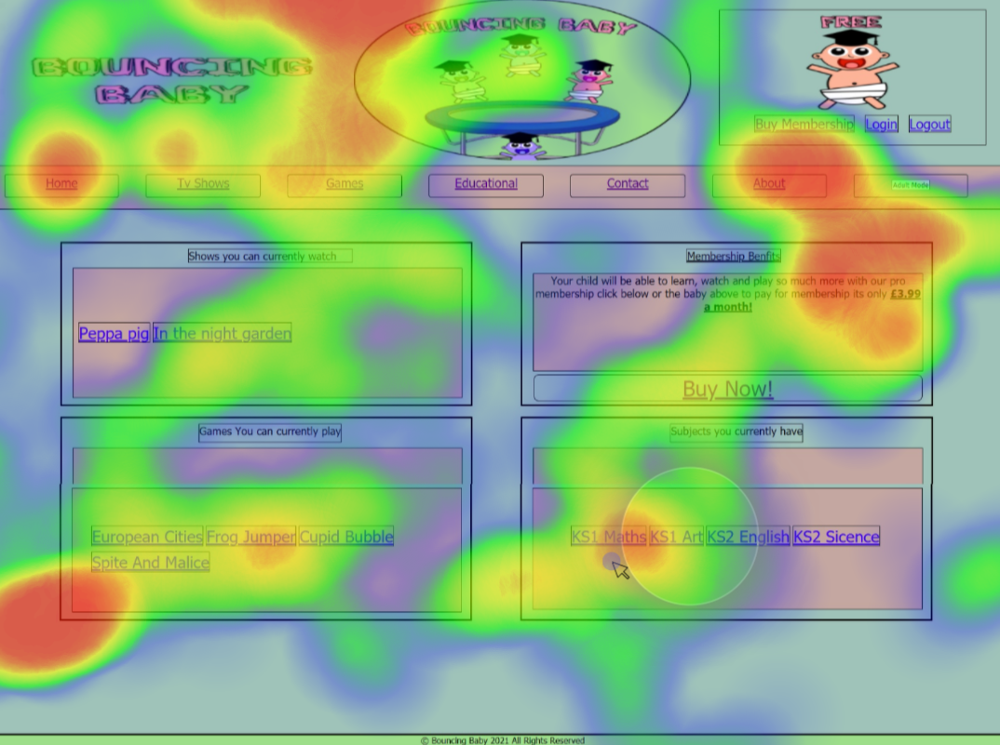 BOUNCING
BABY
BOUNCING BABY
FREE
Buy Membership Login Logout
Home Tv Shows Games Educational Contact About Adelt Mode
Shows you can currently watch
Peppa pig In the night garden
Membership Benfits
Your child will be able to learn, watch and play so much more with our pro
membership click below or the baby above to pay for membership its only £3.99
a month!
Buy Now!
Games You can currently play
European Cities Frog Jumper Cupid Bubble
Spite And Malice
Subjects you currently have
KS1 Maths KS1 Art KS2 English KS2 Sicence
© Bouncing Baby 2021 All Rights Reserved